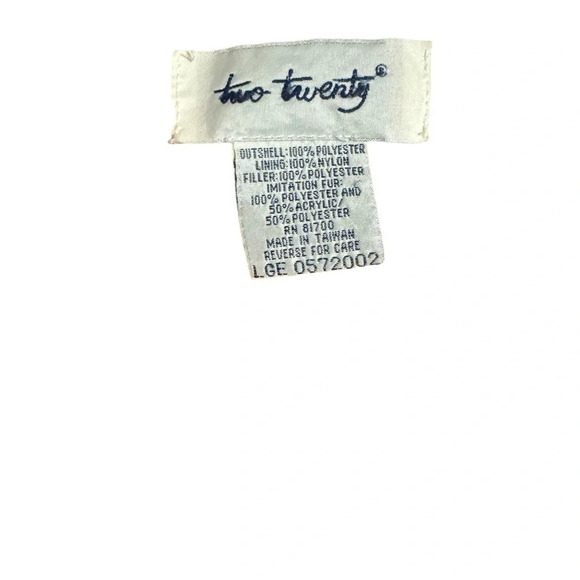 two twenty®
OUTSHELL:100% POLYESTER
LINING:100% NYLON
FILLER:100% POLYESTER
IMITATION FUR:
100% POLYESTER AND
50% ACRYLIC/
50% POLYESTER
RN 81700
MADE IN TAIWAN
REVERSE FOR CARE
LGE 0572002